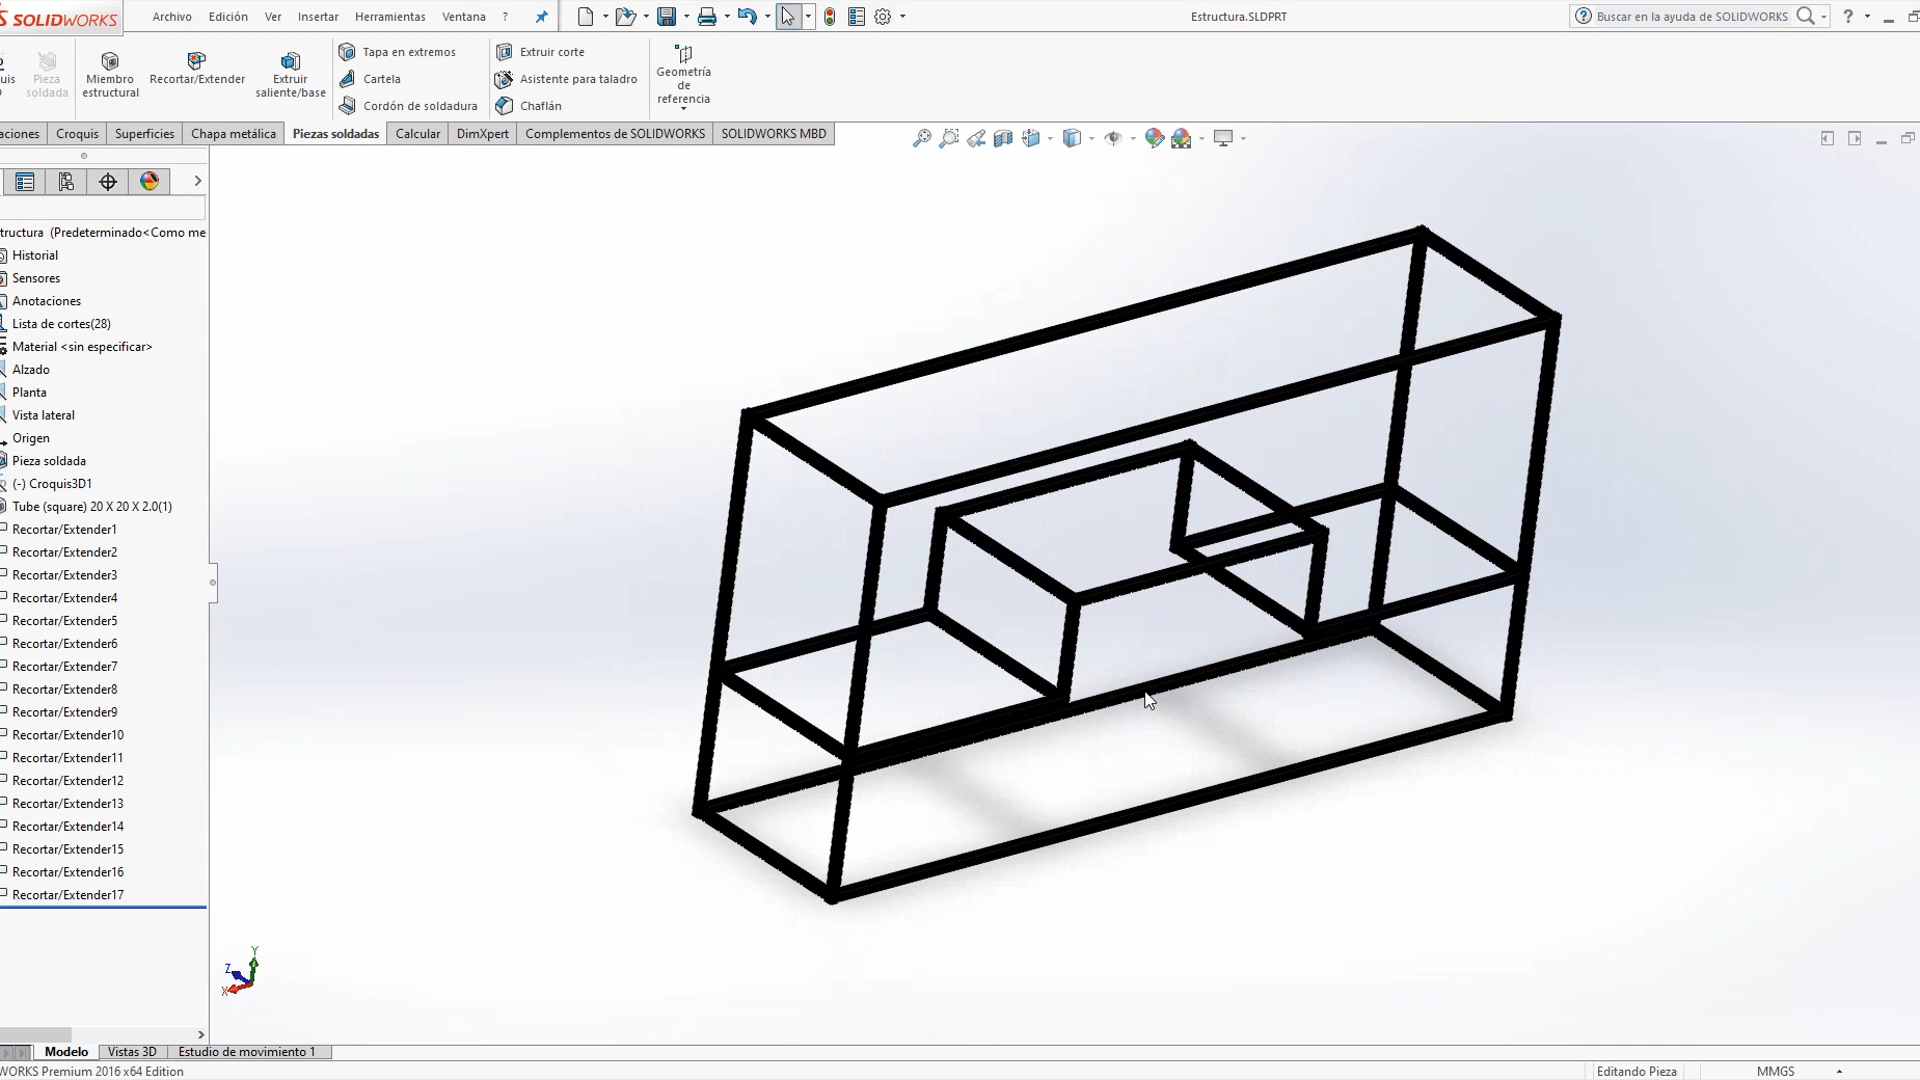 SOLIDWORKS Archivo Edición Ver Insertar Herramientas Ventana ? Estructura.SLDPRT Buscar en la ayuda de SOLIDWORKS ?
Pieza soldada
Miembro estructural
Recortar/Extender
Extruir saliente/base
Tapa en extremos
Cartela
Cordón de soldadura
Extruir corte
Asistente para taladro
Chaflán
Geometría de referencia
aciones Croquis Superficies Chapa metálica Piezas soldadas Calcular DimXpert Complementos de SOLIDWORKS SOLIDWORKS MBD
tructura (Predeterminado<Como me
Historial
Sensores
Anotaciones
Lista de cortes(28)
Material <sin especificar>
Alzado
Planta
Vista lateral
Origen
Pieza soldada
(-) Croquis3D1
Tube (square) 20 X 20 X 2.0(1)
Recortar/Extender1
Recortar/Extender2
Recortar/Extender3
Recortar/Extender4
Recortar/Extender5
Recortar/Extender6
Recortar/Extender7
Recortar/Extender8
Recortar/Extender9
Recortar/Extender10
Recortar/Extender11
Recortar/Extender12
Recortar/Extender13
Recortar/Extender14
Recortar/Extender15
Recortar/Extender16
Recortar/Extender17
Y
Z
X
Modelo Vistas 3D Estudio de movimiento 1
WORKS Premium 2016 x64 Edition Editando Pieza MMGS